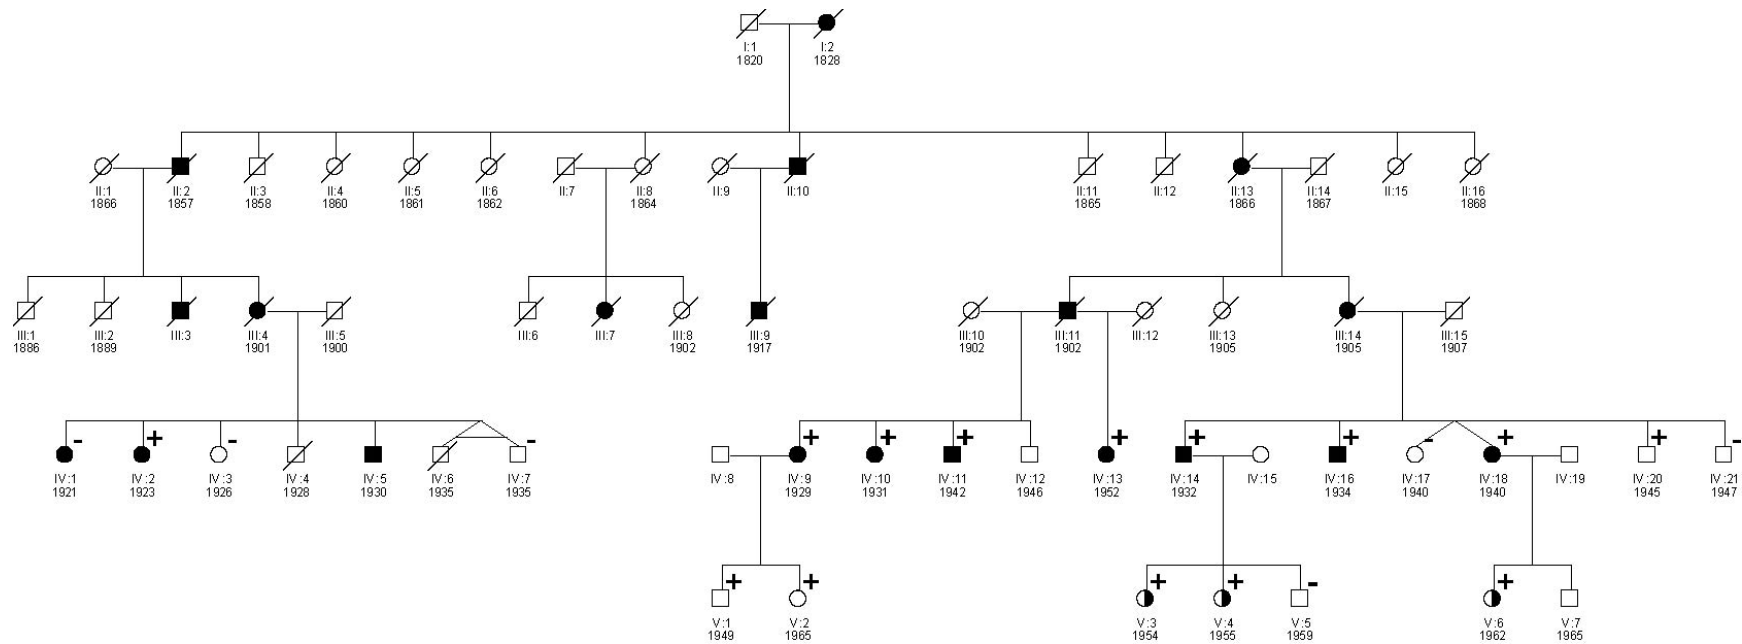 I:1 I:2
1820 1828
II:1 II:2 II:3 II:4 II:5 II:6 II:7 II:8 II:9 II:10 II:11 II:12 II:13 II:14 II:15 II:16
1866 1857 1858 1860 1861 1862 1864 1865 1866 1867 1868
III:1 III:2 III:3 III:4 III:5 III:6 III:7 III:8 III:9 III:10 III:11 III:12 III:13 III:14 III:15
1886 1889 1901 1900 1902 1917 1902 1902 1905 1905 1907
- + - - + + + + + + - + + -
IV:1 IV:2 IV:3 IV:4 IV:5 IV:6 IV:7 IV:8 IV:9 IV:10 IV:11 IV:12 IV:13 IV:14 IV:15 IV:16 IV:17 IV:18 IV:19 IV:20 IV:21
1921 1923 1926 1928 1930 1935 1935 1929 1931 1942 1946 1952 1932 1934 1940 1940 1945 1947
+ + + + - +
V:1 V:2 V:3 V:4 V:5 V:6 V:7
1949 1965 1954 1955 1959 1962 1965